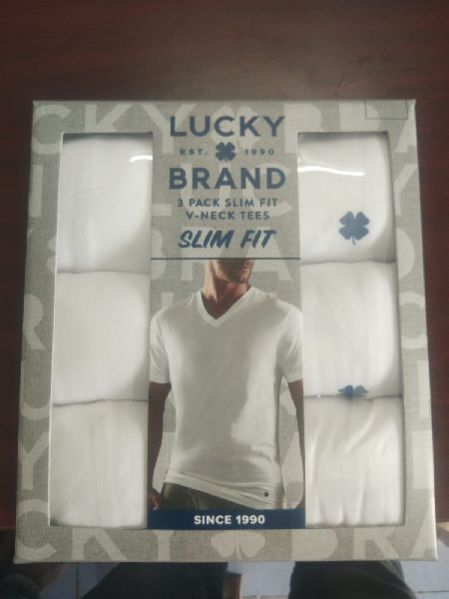 LUCKY
EST. 1990
BRAND
3 PACK SLIM FIT
V-NECK TEES
SLIM FIT
SINCE 1990